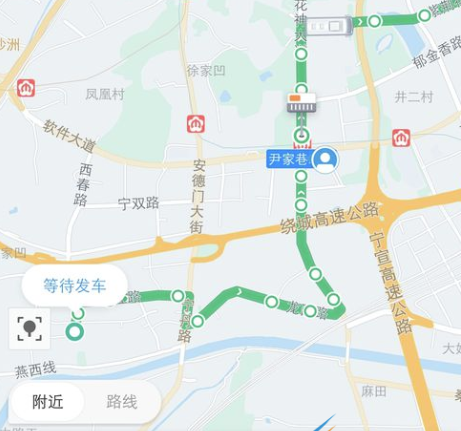 花神大
沙洲
徐家凹
郁金香路
凤凰村
井二村
软件大道
西春路
安德门大街
尹家巷
宁双路
绕城高速公路
家凹
宁宣高速公路
等待发车
路
龙
路
路
燕西线
大
附近
路线
麻田